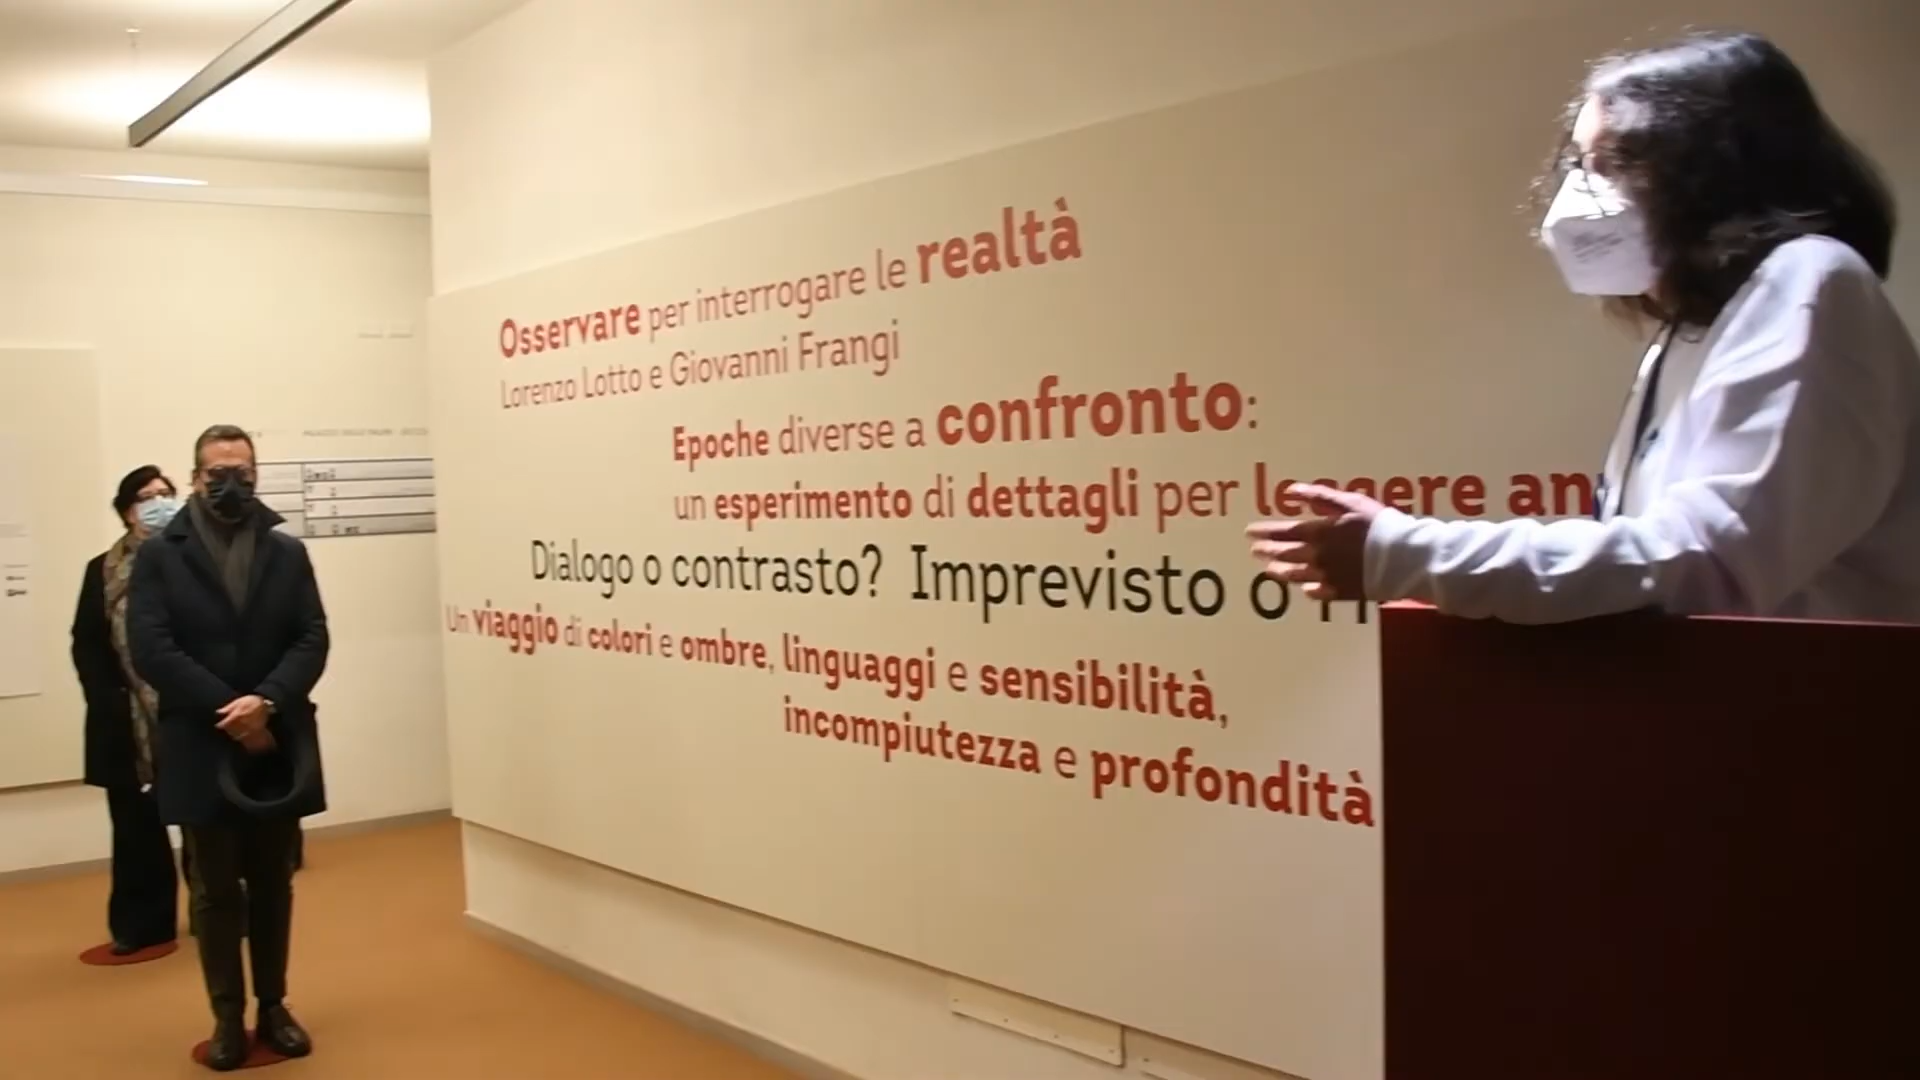 Osservare per interrogare le realtà
Lorenzo Lotto e Giovanni Frangi
Epoche diverse a confronto:
un esperimento di dettagli per leggere
Dialogo o contrasto? Imprevisto o
Un viaggio di colori e ombre, linguaggi e sensibilità,
incompiutezza e profondità